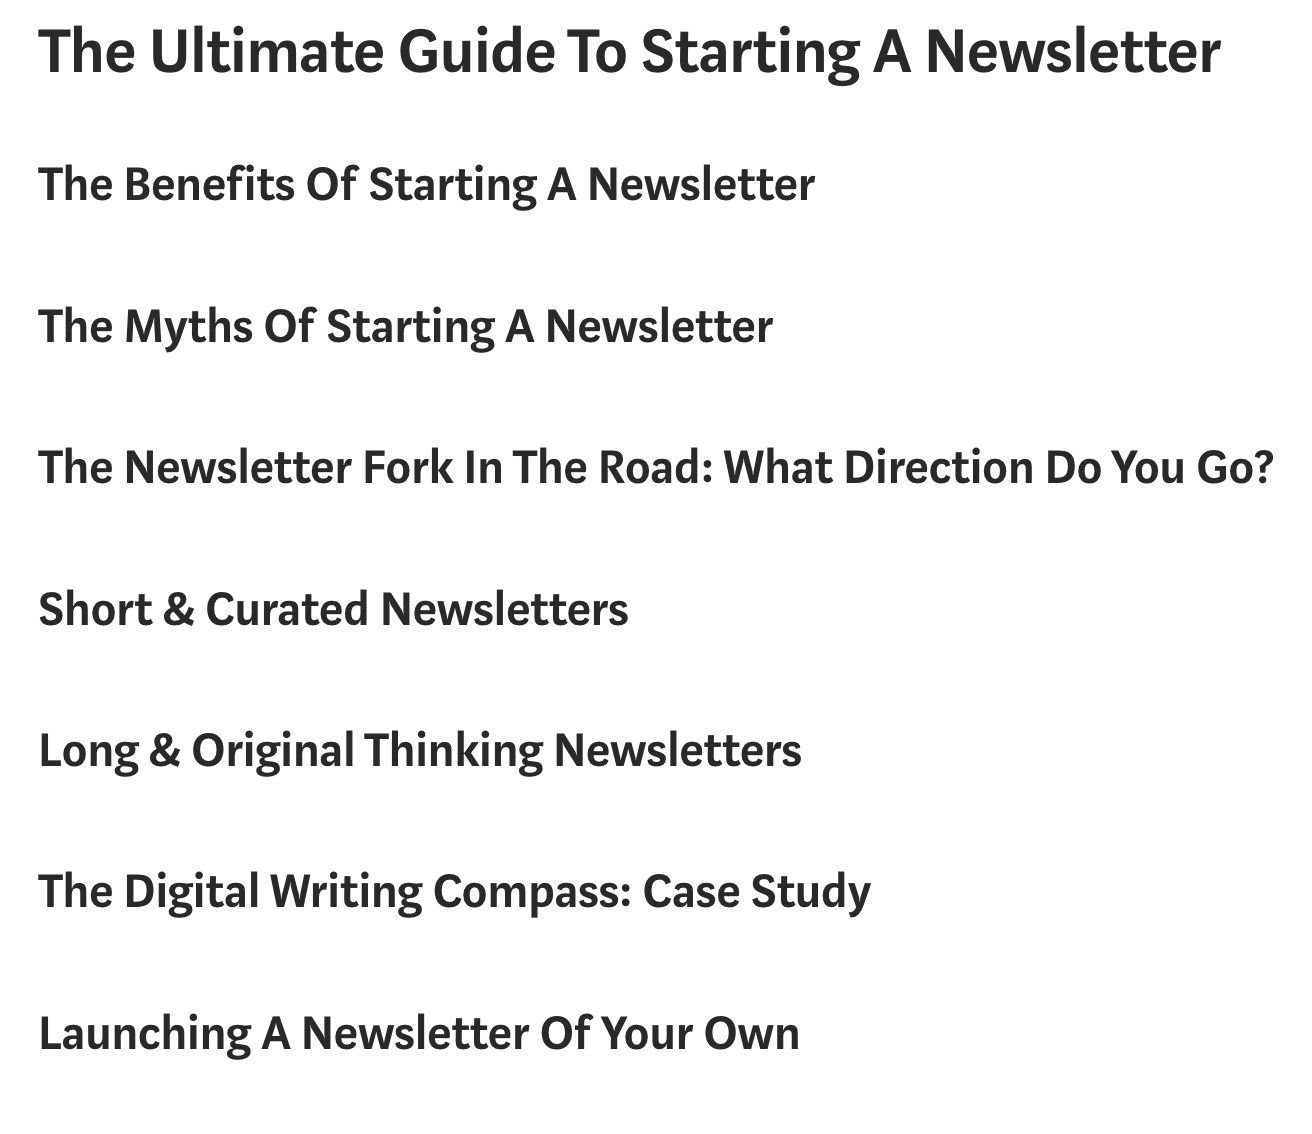 The Ultimate Guide To Starting A Newsletter
The Benefits Of Starting A Newsletter
The Myths Of Starting A Newsletter
The Newsletter Fork In The Road: What Direction Do You Go?
Short & Curated Newsletters
Long & Original Thinking Newsletters
The Digital Writing Compass: Case Study
Launching A Newsletter Of Your Own